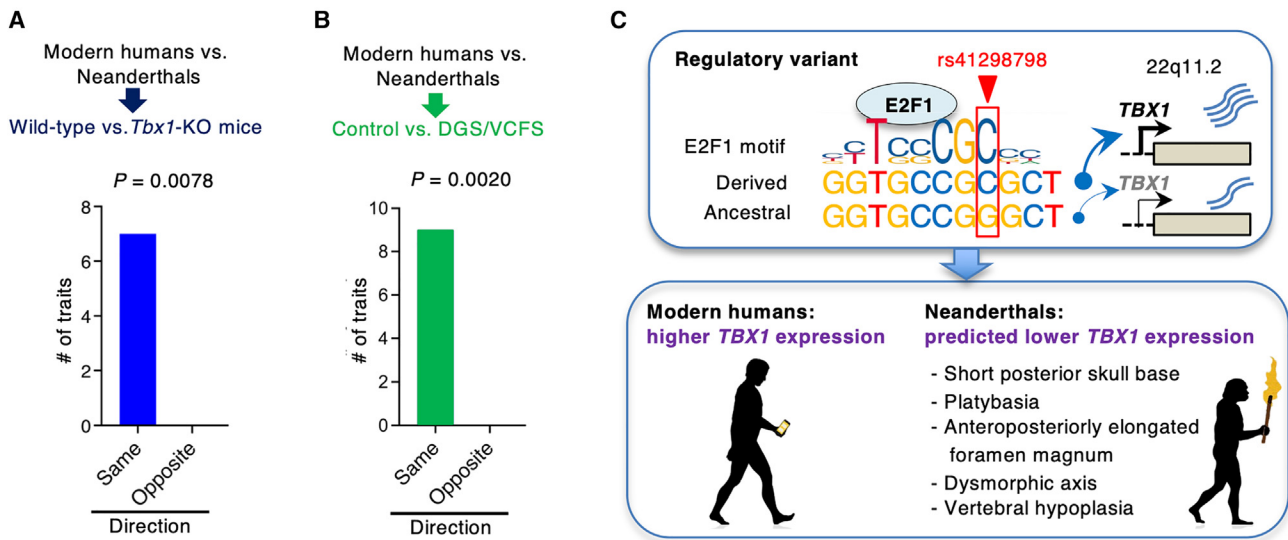 A
Modern humans vs.
Neanderthals
Wild-type vs.Tbx1-KO mice
P = 0.0078
# of traits
8
6
4
2
0
Same
Opposite
Direction
B
Modern humans vs.
Neanderthals
Control vs. DGS/VCFS
P = 0.0020
# of traits
10
8
6
4
2
0
Same
Opposite
Direction
C
Regulatory variant
rs41298798
22q11.2
E2F1
TBX1
E2F1 motif
Derived
GGTGCCGCGCT
TBX1
Ancestral
GGTGCCGGGCT
Modern humans:
higher TBX1 expression
Neanderthals:
predicted lower TBX1 expression
- Short posterior skull base
- Platybasia
- Anteroposteriorly elongated
foramen magnum
- Dysmorphic axis
- Vertebral hypoplasia